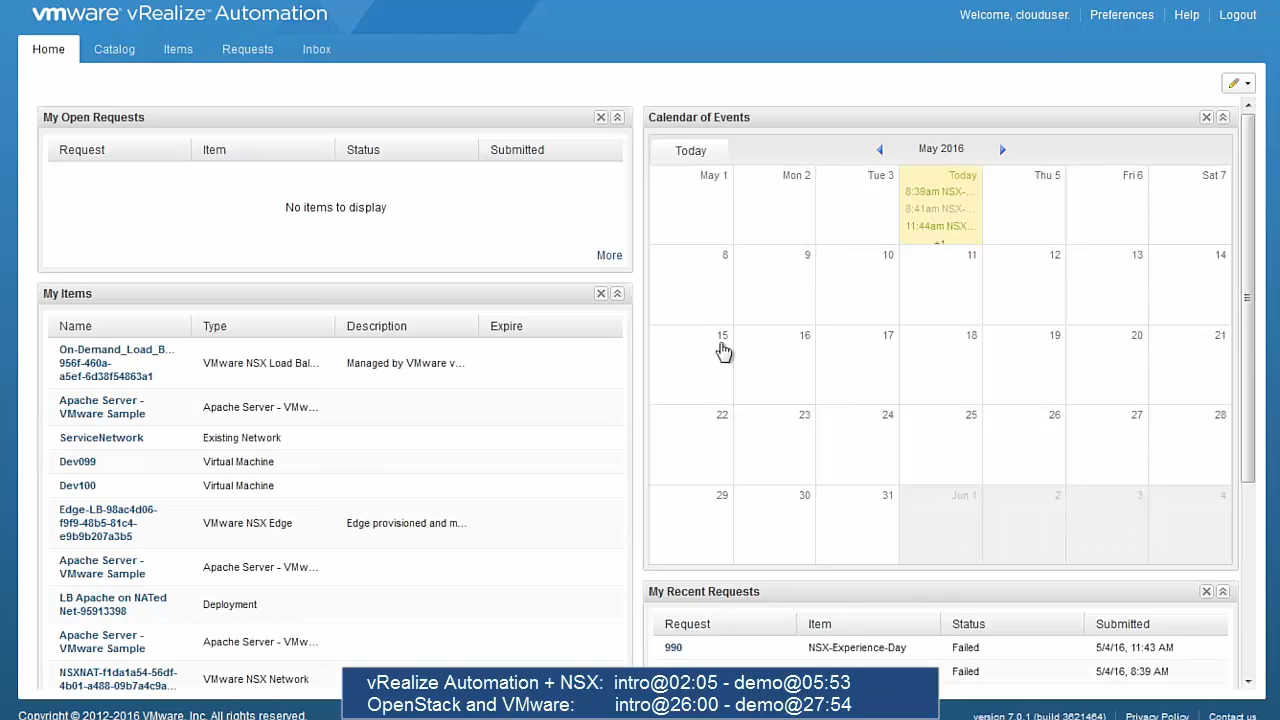 vmware vRealize™ Automation
Welcome, clouduser. Preferences Help Logout
Home Catalog Items Requests Inbox
My Open Requests
Request Item Status Submitted
No items to display
More
My Items
Name Type Description Expire
On-Demand_Load_B...
956f-460a-
a5ef-6d38f54863a1
VMware NSX Load Bal... Managed by VMware v...
Apache Server -
VMware Sample
Apache Server - VMw...
ServiceNetwork Existing Network
Dev099 Virtual Machine
Dev100 Virtual Machine
Edge-LB-98ac4d06-
f9f9-48b5-81c4-
e9b9b207a3b5
VMware NSX Edge Edge provisioned and m...
Apache Server -
VMware Sample
Apache Server - VMw...
LB Apache on NATed
Net-95913398
Deployment
Apache Server -
VMware Sample
Apache Server - VMw...
NSXNAT-f1da1a54-56df-
4b01-a488-09b7a4c9a...
VMware NSX Network
Calendar of Events
Today May 2016
May 1 Mon 2 Tue 3 Today Thu 5 Fri 6 Sat 7
8:39am NSX-...
8:41am NSX-...
11:44am NSX...
+1
8 9 10 11 12 13 14
15 16 17 18 19 20 21
22 23 24 25 26 27 28
29 30 31 Jun 1 2 3 4
My Recent Requests
Request Item Status Submitted
990 NSX-Experience-Day Failed 5/4/16, 11:43 AM
Failed 5/4/16, 8:39 AM
vRealize Automation + NSX: intro@02:05 - demo@05:53
OpenStack and VMware: intro@26:00 - demo@27:54
Copyright © 2012-2016 VMware, Inc. All rights reserved.
version 7.0.1 (build 3621464) Privacy Policy Contact us